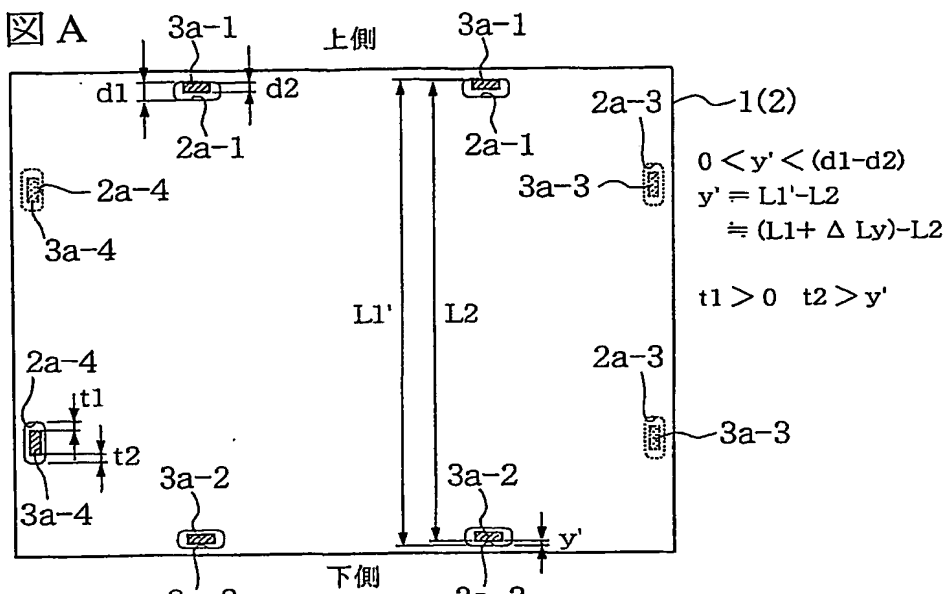 図 A
3a-1
上側
3a-1
d1
d2
2a-3
1(2)
2a-1
2a-1
0<y'<(d1-d2)
2a-4
3a-3
y'≒L1'-L2
3a-4
≒(L1+ΔLy)-L2
L1'
L2
t1>0 t2>y'
2a-4
t1
2a-3
t2
3a-3
3a-2
3a-2
3a-4
y'
下側